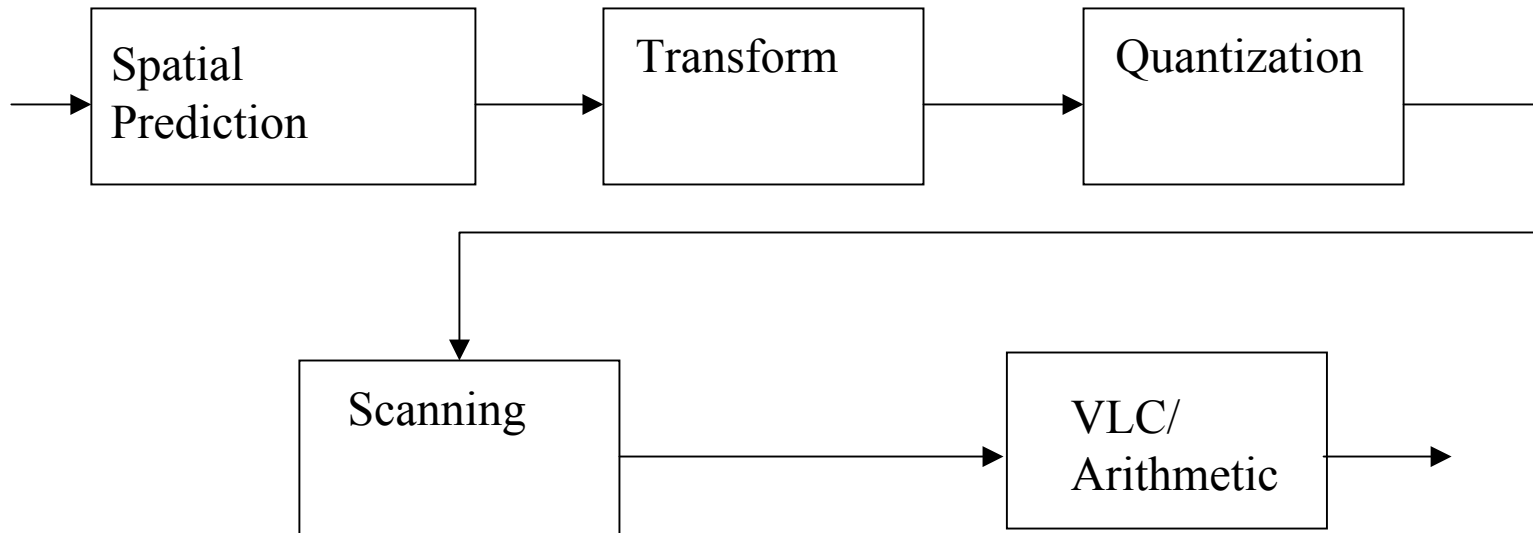 Spatial
Prediction
Transform
Quantization
Scanning
VLC/
Arithmetic